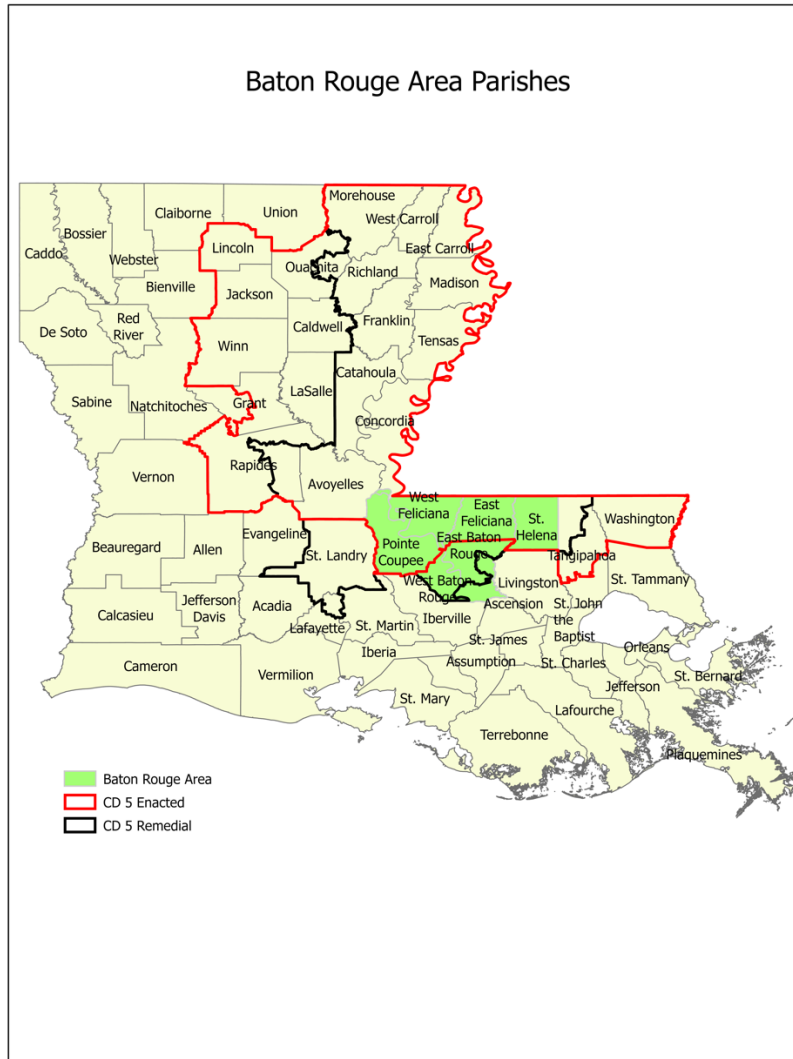 Baton Rouge Area Parishes
Morehouse
Claiborne
Union
West Carroll
Bossier
Caddo
Webster
Lincoln
East Carroll
Ouachita
Richland
Madison
Bienville
Jackson
Red
River
De Soto
Franklin
Caldwell
Winn
Tensas
Catahoula
LaSalle
Grant
Sabine
Natchitoches
Concordia
Rapides
Vernon
Avoyelles
West
Feliciana
East
Feliciana
St.
Helena
Washington
Evangeline
Beauregard
Allen
St. Landry
Pointe
Coupee
East Baton
Rouge
Tangipahoa
West Baton
Rouge
Livingston
St. Tammany
Calcasieu
Jefferson
Davis
Acadia
Lafayette
St. Martin
Iberville
Ascension
St. John
the
Baptist
St. James
Orleans
Cameron
Vermilion
Iberia
Assumption
St. Charles
St. Bernard
Jefferson
St. Mary
Lafourche
Terrebonne
Plaquemines
Baton Rouge Area
CD 5 Enacted
CD 5 Remedial